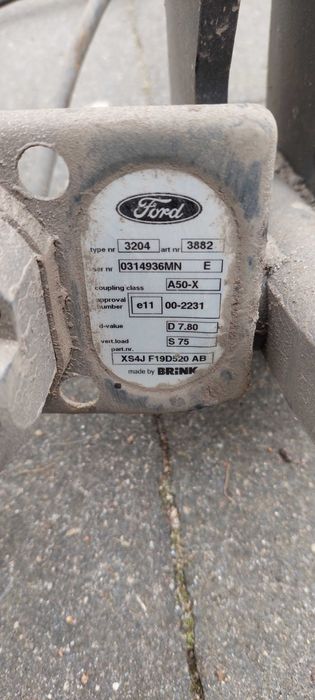 Ford
type nr 3204 art nr 3882
ser nr 0314936MN E
coupling class A50-X
approval number e11 00-2231
d-value D 7.80
vert.load S 75
part.nr. XS4J F19D520 AB
made by BRINK